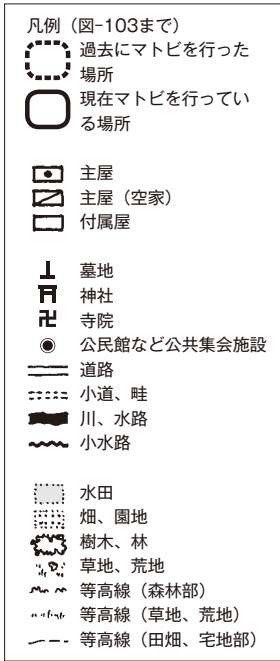 凡例（図-103まで）
過去にマトビを行った
場所
現在マトビを行ってい
る場所
主屋
主屋（空家）
付属屋
墓地
神社
寺院
公民館など公共集会施設
道路
小道、畦
川、水路
小水路
水田
畑、園地
樹木、林
草地、荒地
等高線（森林部）
等高線（草地、荒地）
等高線（田畑、宅地部）